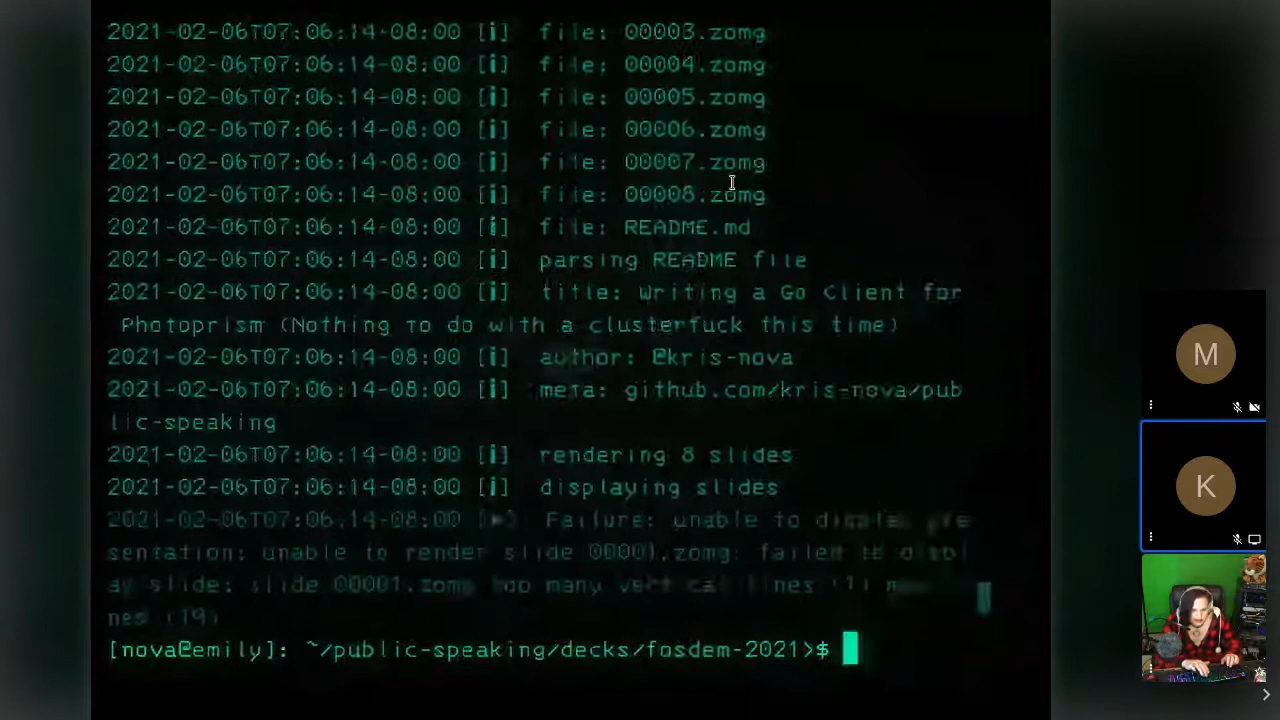 2021-02-06T07:06:14-08:00 [i]  file: 00003.zomg
2021-02-06T07:06:14-08:00 [i]  file: 00004.zomg
2021-02-06T07:06:14-08:00 [i]  file: 00005.zomg
2021-02-06T07:06:14-08:00 [i]  file: 00006.zomg
2021-02-06T07:06:14-08:00 [i]  file: 00007.zomg
2021-02-06T07:06:14-08:00 [i]  file: 00008.zomg
2021-02-06T07:06:14-08:00 [i]  file: README.md
2021-02-06T07:06:14-08:00 [i]  parsing README file
2021-02-06T07:06:14-08:00 [i]  title: Writing a Go Client for
Photoprism (Nothing to do with a clusterfuck this time)
2021-02-06T07:06:14-08:00 [i]  author: @kris-nova
2021-02-06T07:06:14-08:00 [i]  meta: github.com/kris-nova/pub
lic-speaking
2021-02-06T07:06:14-08:00 [i]  rendering 8 slides
2021-02-06T07:06:14-08:00 [i]  displaying slides
2021-02-06T07:06:14-08:00 Failure: unable to display pre
sentation: unable to render slide 00001.zomg: failed to displ
ay slide: slide 00001.zomg too many vertical lines
nes (19)
[nova@emily]: ~/public-speaking/decks/fosdem-2021>$
M
K